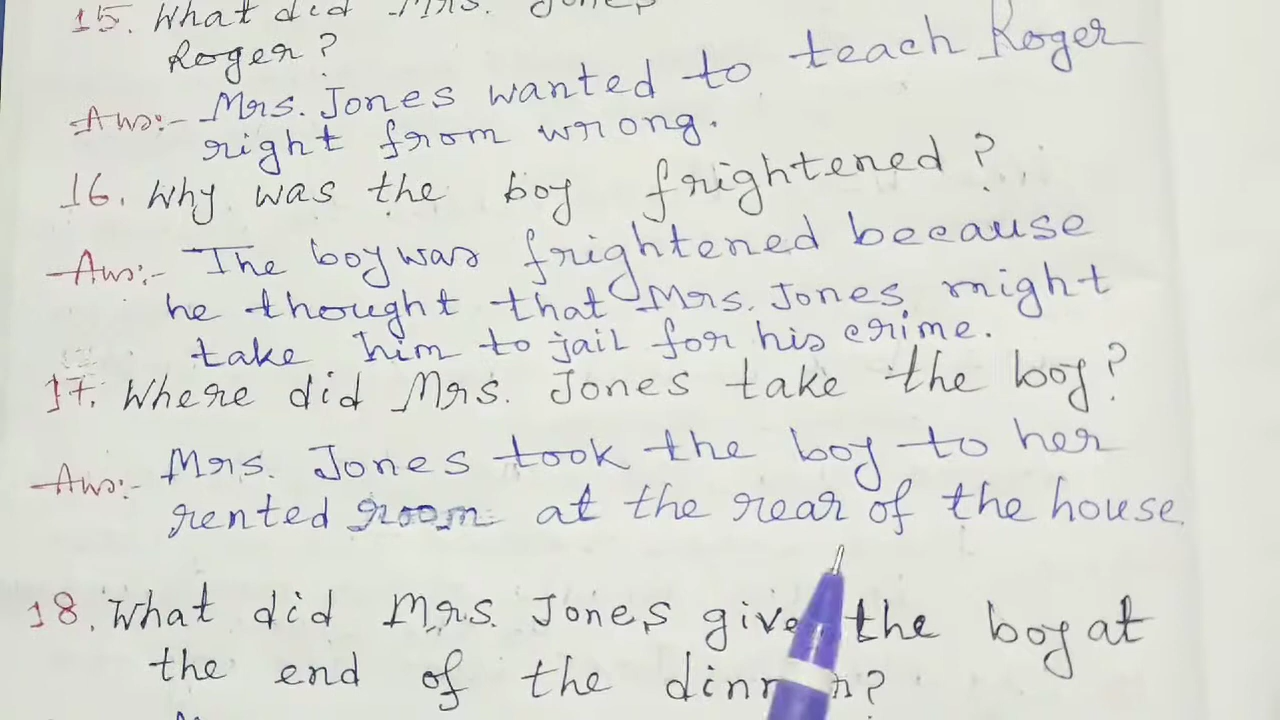 15. What did Mrs. Jones
Roger?
Ans:- Mrs. Jones wanted to teach Roger
right from wrong.
16. Why was the boy frightened?
Ans:- The boy was frightened because
he thought that Mrs. Jones might
take him to jail for his crime.
17. Where did Mrs. Jones take the boy?
Ans:- Mrs. Jones took the boy to her
rented room at the rear of the house
18. What did Mrs. Jones give the boy at
the end of the